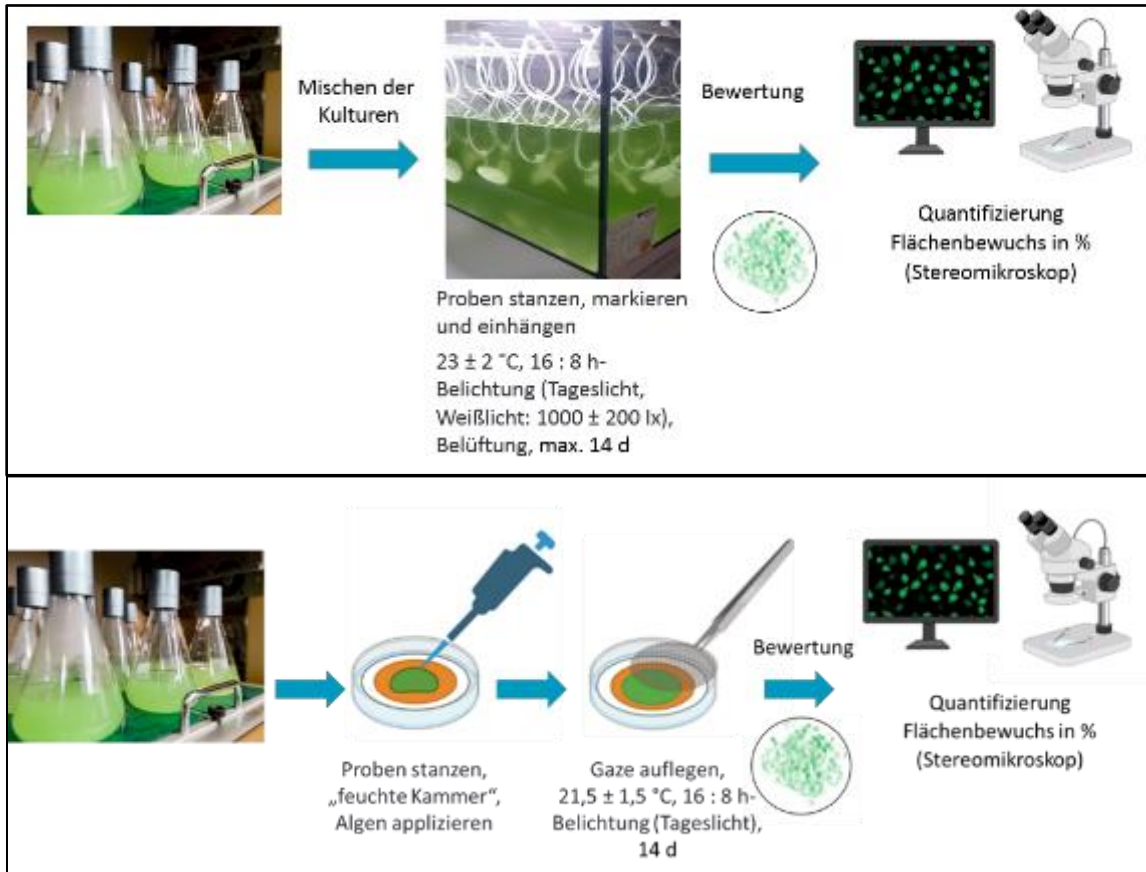 Mischen der
Kulturen
Bewertung
Proben stanzen, markieren
und einhängen
23 ± 2 °C, 16 : 8 h-
Belichtung (Tageslicht,
Weißlicht: 1000 ± 200 lx),
Belüftung, max. 14 d
Quantifizierung
Flächenbewuchs in %
(Stereomikroskop)
Proben stanzen,
„feuchte Kammer“,
Algen applizieren
Gaze auflegen,
21,5 ± 1,5 °C, 16 : 8 h-
Belichtung (Tageslicht),
14 d
Bewertung
Quantifizierung
Flächenbewuchs in %
(Stereomikroskop)